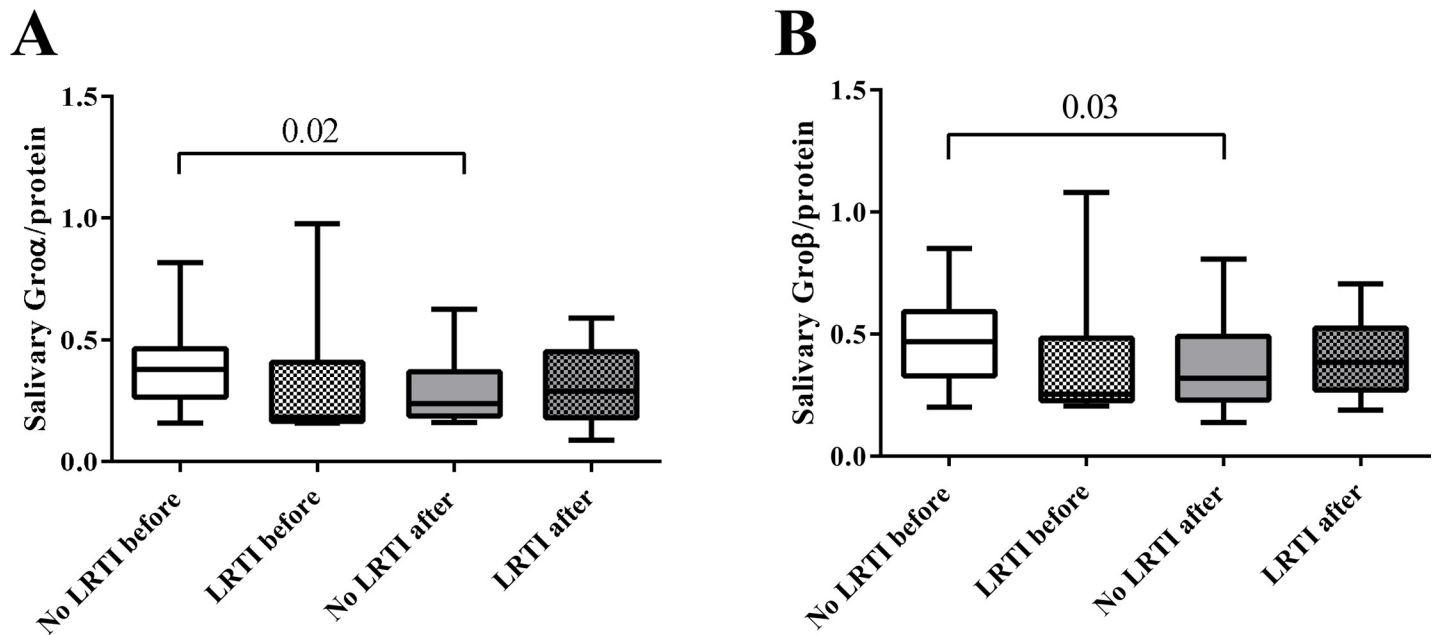 A
Salivary Groα/protein
1.5
1.0
0.5
0.0
0.02
No LRTI before
LRTI before
No LRTI after
LRTI after
B
Salivary Groβ/protein
1.5
1.0
0.5
0.0
0.03
No LRTI before
LRTI before
No LRTI after
LRTI after